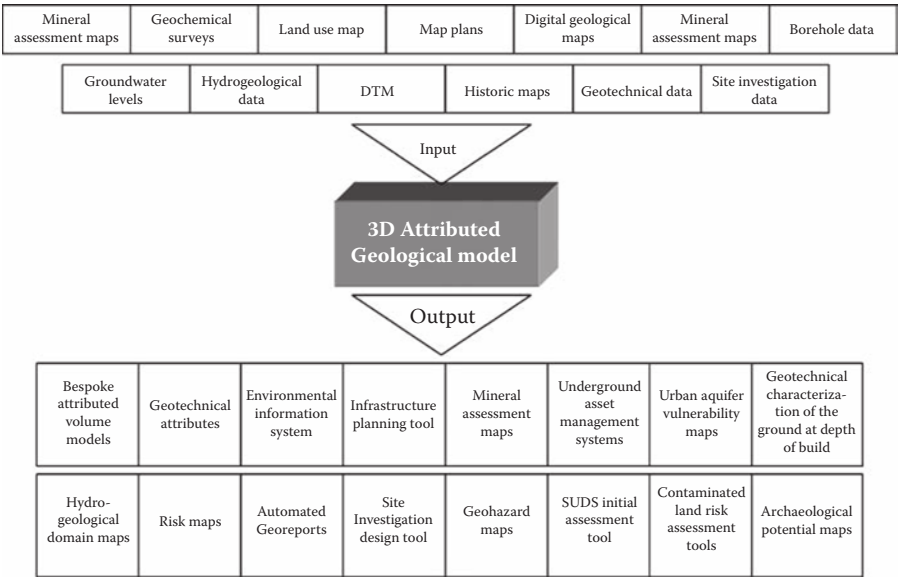 Mineral
assessment maps
Geochemical
surveys
Land use map
Map plans
Digital geological
maps
Mineral
assessment maps
Borehole data
Groundwater
levels
Hydrogeological
data
DTM
Historic maps
Geotechnical data
Site investigation
data
Input
3D Attributed
Geological model
Output
Bespoke
attributed
volume
models
Geotechnical
attributes
Environmental
information
system
Infrastructure
planning tool
Mineral
assessment
maps
Underground
asset
management
systems
Urban aquifer
vulnerability
maps
Geotechnical
characteriza-
tion of the
ground at depth
of build
Hydro-
geological
domain maps
Risk maps
Automated
Georeports
Site
Investigation
design tool
Geohazard
maps
SUDS initial
assessment
tool
Contaminated
land risk
assessment
tools
Archaeological
potential maps